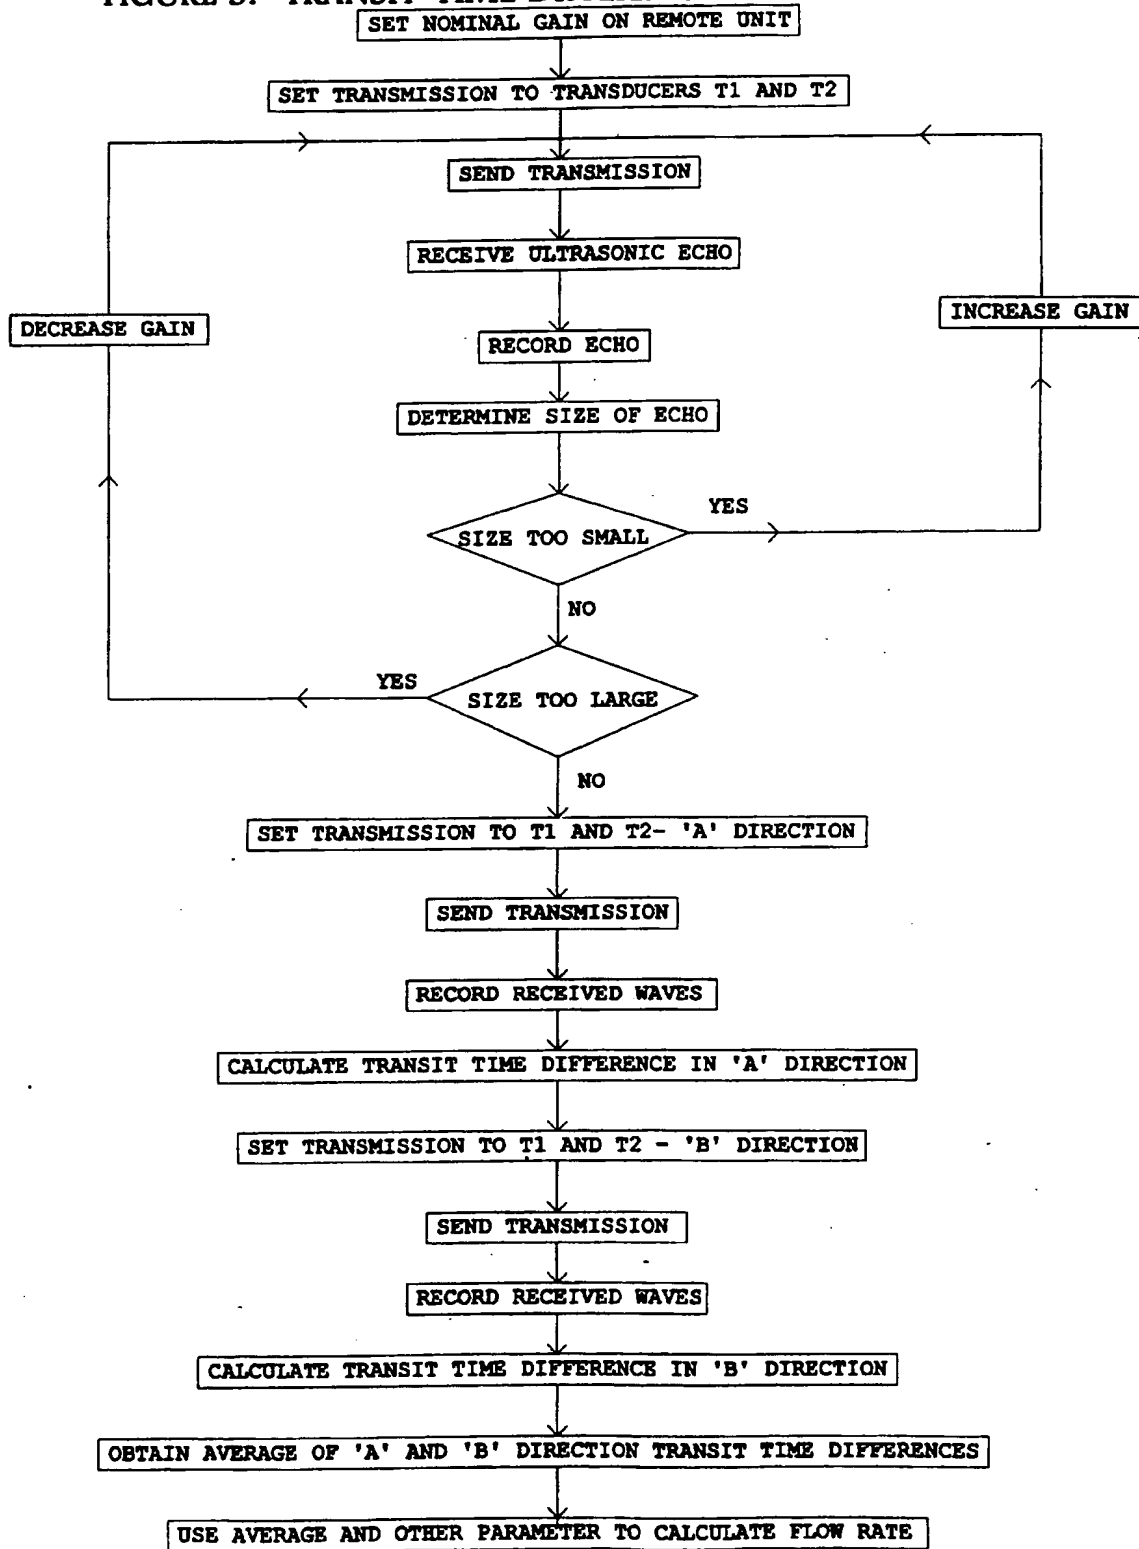 SET NOMINAL GAIN ON REMOTE UNIT
SET TRANSMISSION TO TRANSDUCERS T1 AND T2
SEND TRANSMISSION
RECEIVE ULTRASONIC ECHO
DECREASE GAIN
INCREASE GAIN
RECORD ECHO
DETERMINE SIZE OF ECHO
YES
SIZE TOO SMALL
NO
YES
SIZE TOO LARGE
NO
SET TRANSMISSION TO T1 AND T2- 'A' DIRECTION
SEND TRANSMISSION
RECORD RECEIVED WAVES
CALCULATE TRANSIT TIME DIFFERENCE IN 'A' DIRECTION
SET TRANSMISSION TO T1 AND T2 - 'B' DIRECTION
SEND TRANSMISSION
RECORD RECEIVED WAVES
CALCULATE TRANSIT TIME DIFFERENCE IN 'B' DIRECTION
OBTAIN AVERAGE OF 'A' AND 'B' DIRECTION TRANSIT TIME DIFFERENCES
USE AVERAGE AND OTHER PARAMETER TO CALCULATE FLOW RATE